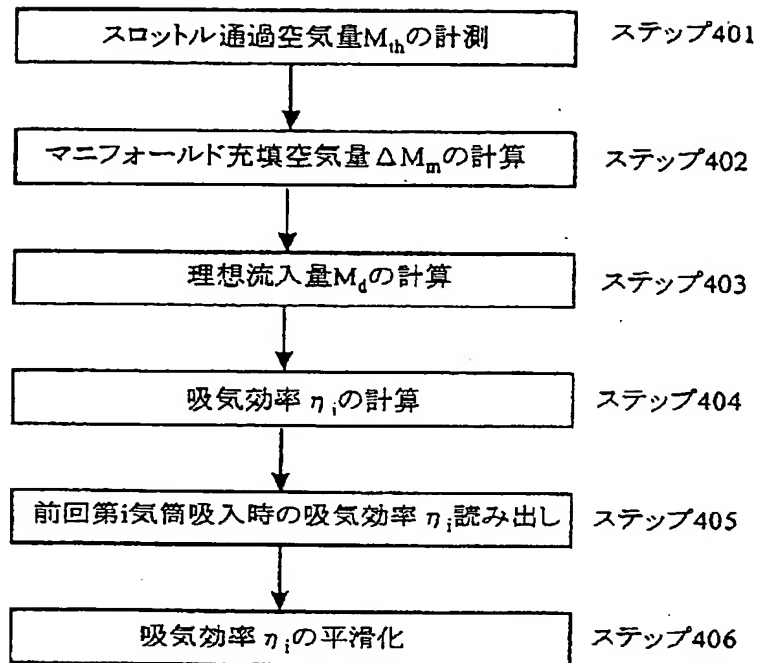 スロットル通過空気量M_thの計測 ステップ401
マニフォールド充填空気量ΔM_mの計算 ステップ402
理想流入量M_dの計算 ステップ403
吸気効率η_iの計算 ステップ404
前回第i気筒吸入時の吸気効率η_i読み出し ステップ405
吸気効率η_iの平滑化 ステップ406